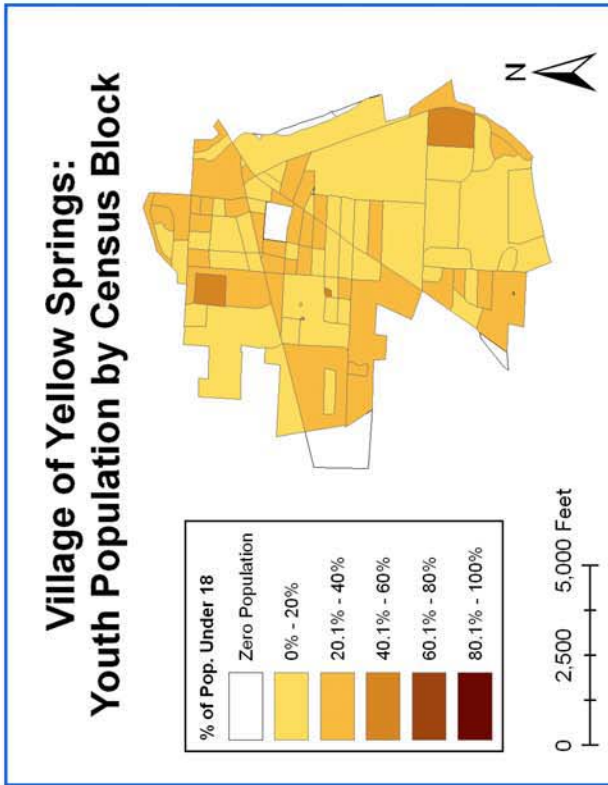 Village of Yellow Springs:
Youth Population by Census Block
% of Pop. Under 18
Zero Population
0% - 20%
20.1% - 40%
40.1% - 60%
60.1% - 80%
80.1% - 100%
0 2,500 5,000 Feet
N